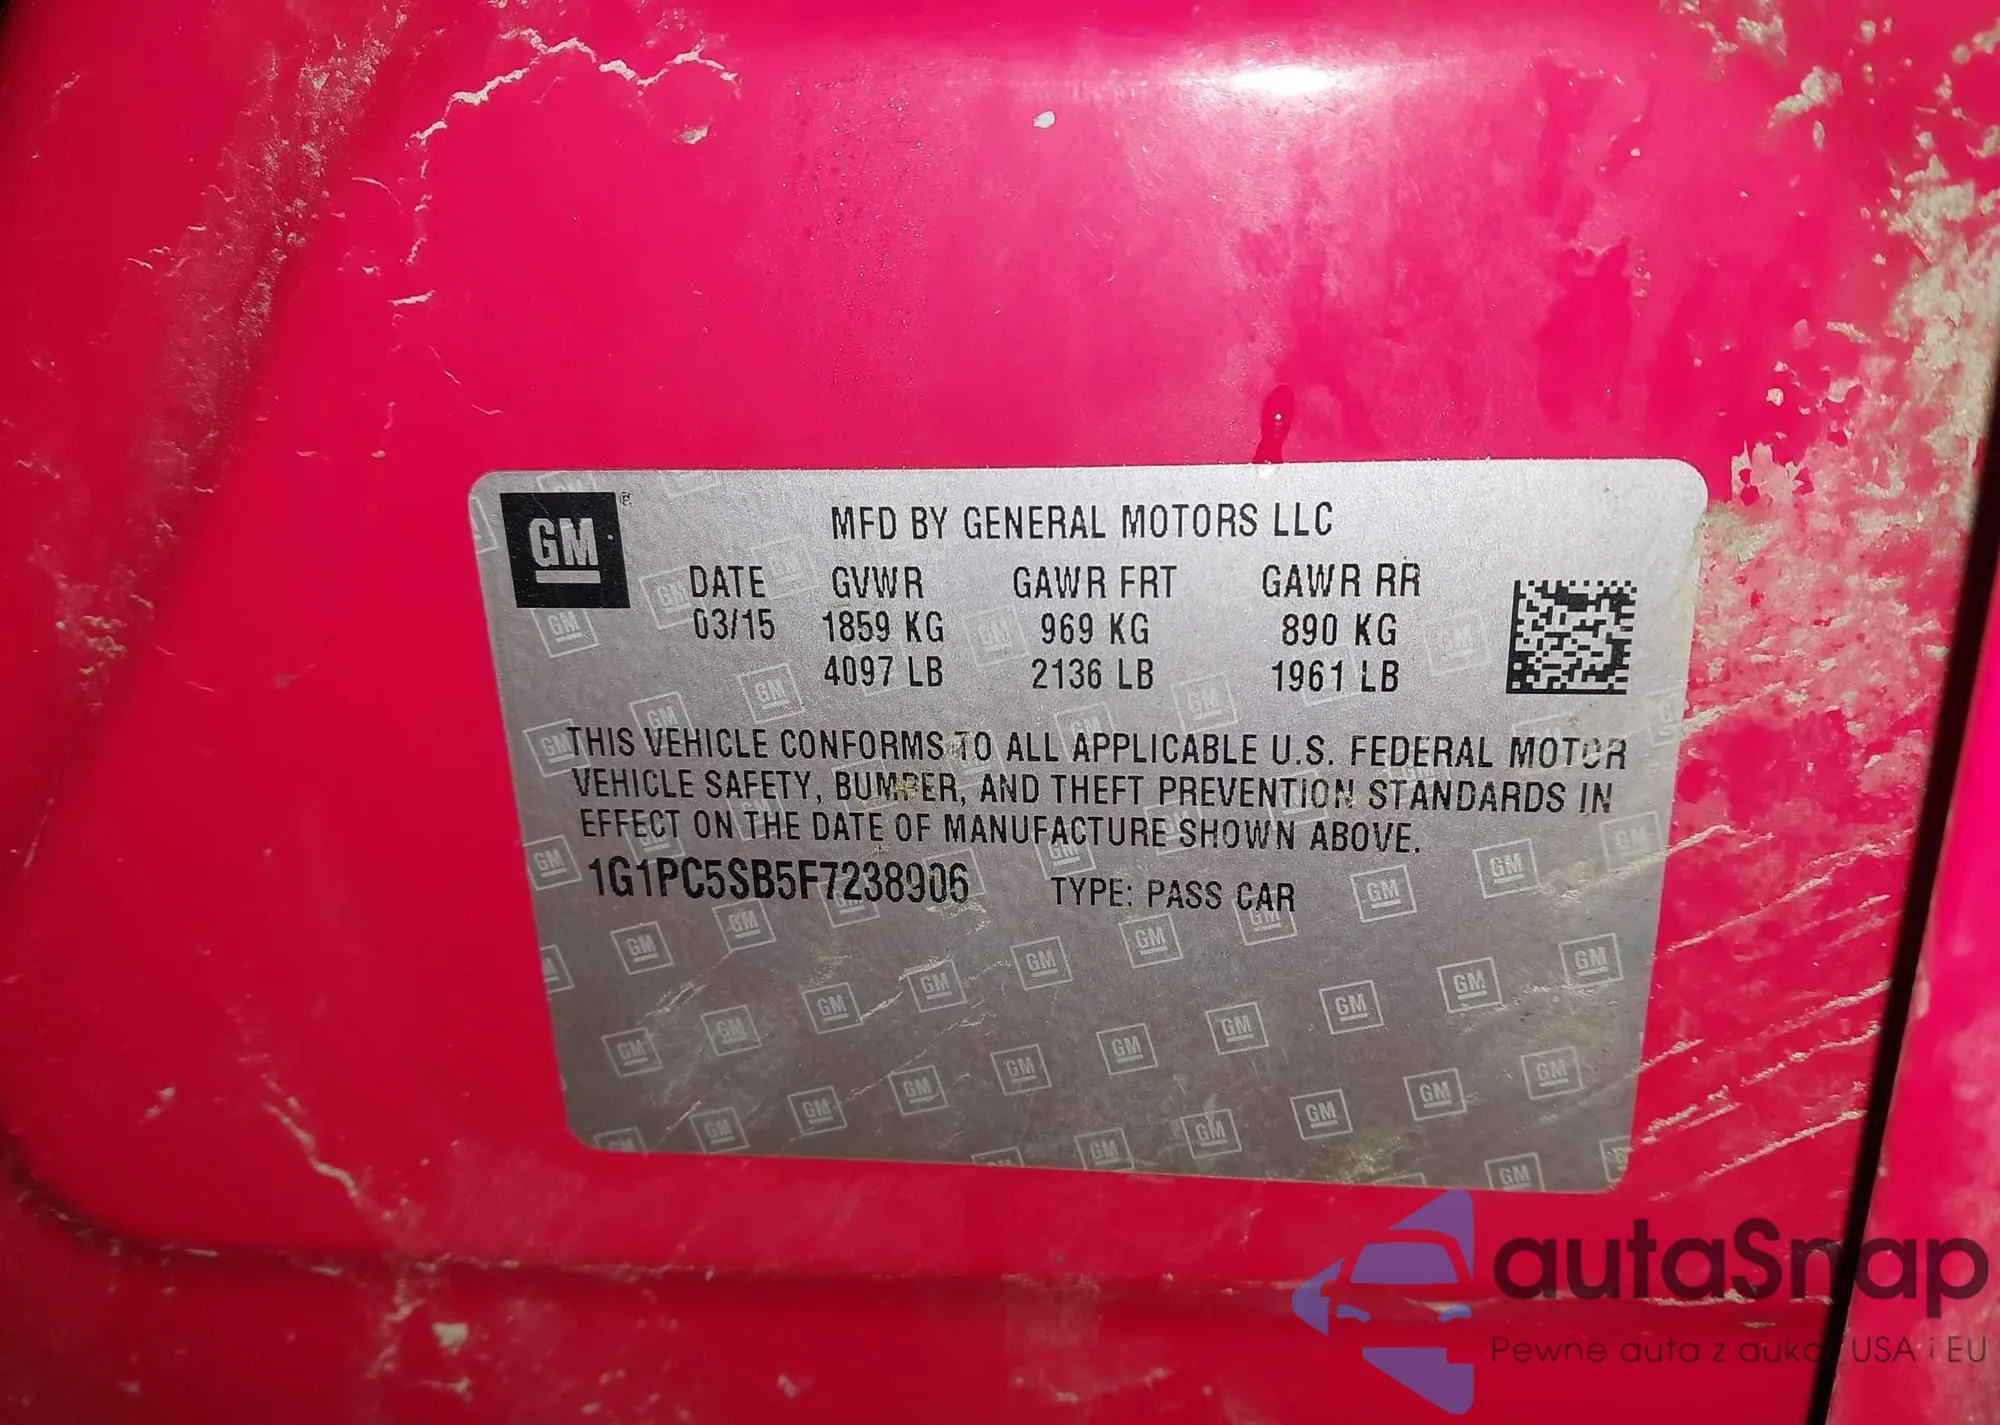 GM
MFD BY GENERAL MOTORS LLC
DATE GVWR GAWR FRT GAWR RR
03/15 1859 KG 969 KG 890 KG
4097 LB 2136 LB 1961 LB
THIS VEHICLE CONFORMS TO ALL APPLICABLE U.S. FEDERAL MOTOR
VEHICLE SAFETY, BUMPER, AND THEFT PREVENTION STANDARDS IN
EFFECT ON THE DATE OF MANUFACTURE SHOWN ABOVE.
1G1PC5SB5F7238906 TYPE: PASS CAR
autaSnap
Pewne auta z aukcji USA i EU